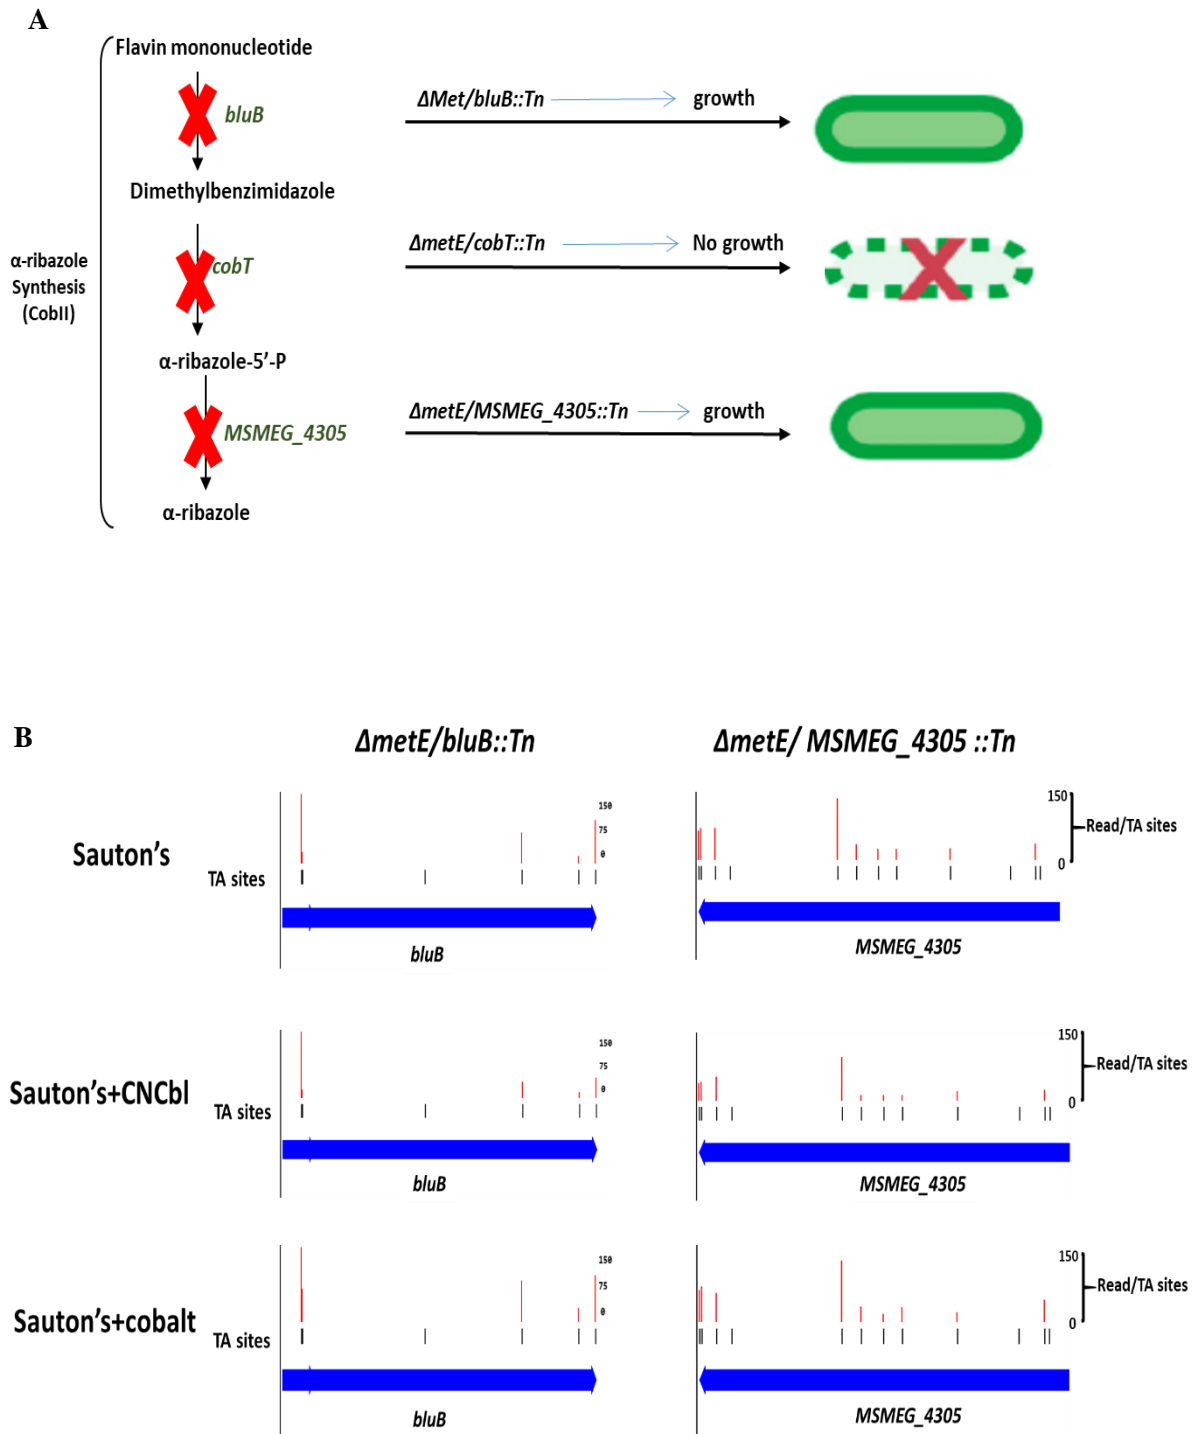 A
Flavin mononucleotide
bluB
ΔMet/bluB::Tn growth
Dimethylbenzimidazole
α-ribazole
Synthesis
(CobII)
cobT
ΔmetE/cobT::Tn No growth
α-ribazole-5'-P
MSMEG_4305
ΔmetE/MSMEG_4305::Tn growth
α-ribazole
B
ΔmetE/bluB::Tn
ΔmetE/ MSMEG_4305 ::Tn
Sauton's
150
75
0
TA sites
bluB
150
Read/TA sites
0
MSMEG_4305
Sauton's+CNCbl
150
75
0
TA sites
bluB
150
Read/TA sites
0
MSMEG_4305
Sauton's+cobalt
150
75
0
TA sites
bluB
150
Read/TA sites
0
MSMEG_4305